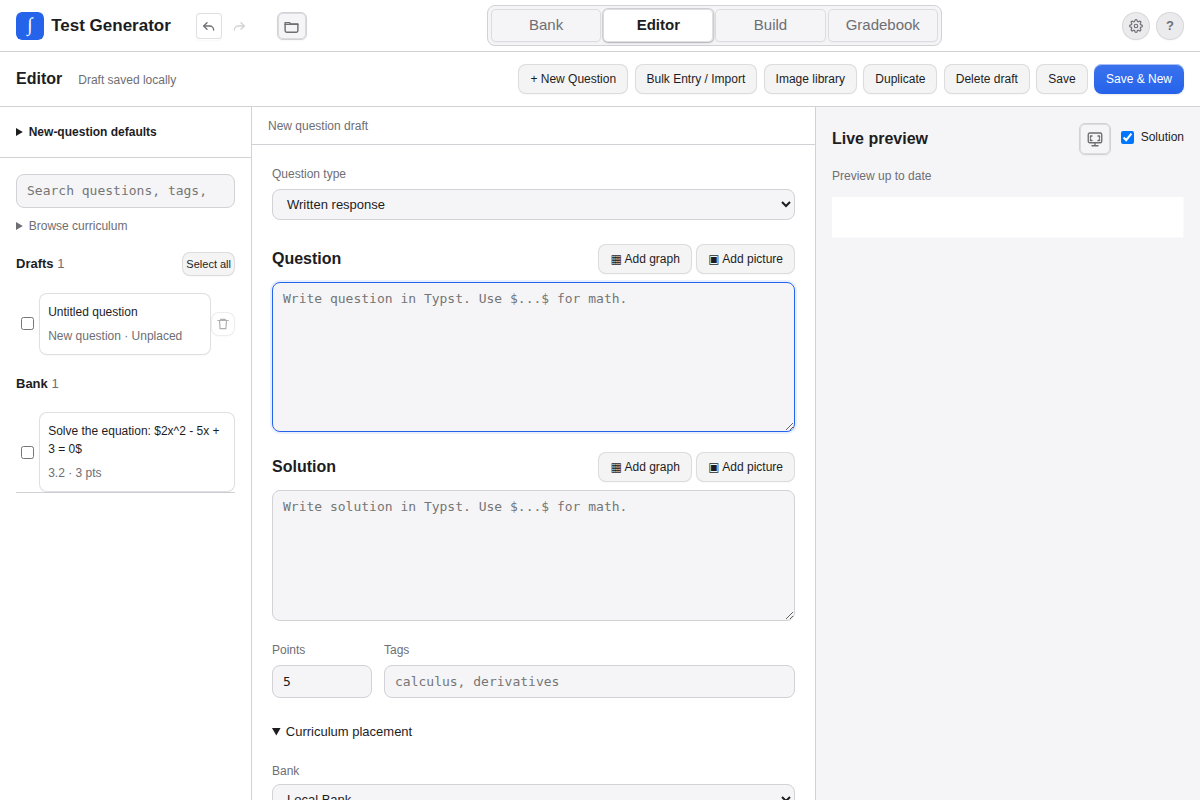 ∫ Test Generator
Bank
Editor
Build
Gradebook
?
Editor
Draft saved locally
+ New Question
Bulk Entry / Import
Image library
Duplicate
Delete draft
Save
Save & New
New-question defaults
Search questions, tags,
Browse curriculum
Drafts 1
Select all
Untitled question
New question · Unplaced
Bank 1
Solve the equation: $2x^2 - 5x +
3 = 0$
3.2 · 3 pts
New question draft
Question type
Written response
Question
Add graph
Add picture
Write question in Typst. Use $...$ for math.
Solution
Add graph
Add picture
Write solution in Typst. Use $...$ for math.
Points
Tags
5
calculus, derivatives
Curriculum placement
Bank
Local Bank
Live preview
Solution
Preview up to date